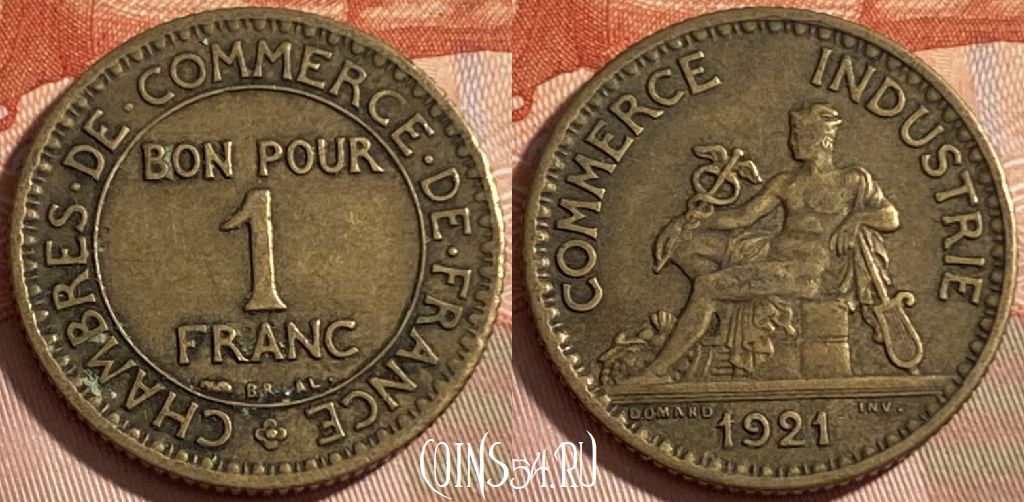 CHAMBRES · DE · COMMERCE · DE · FRANCE
BON POUR
1
FRANC
BR. AL.
COMMERCE INDUSTRIE
DOMARD INV.
1921
COINS54.RU